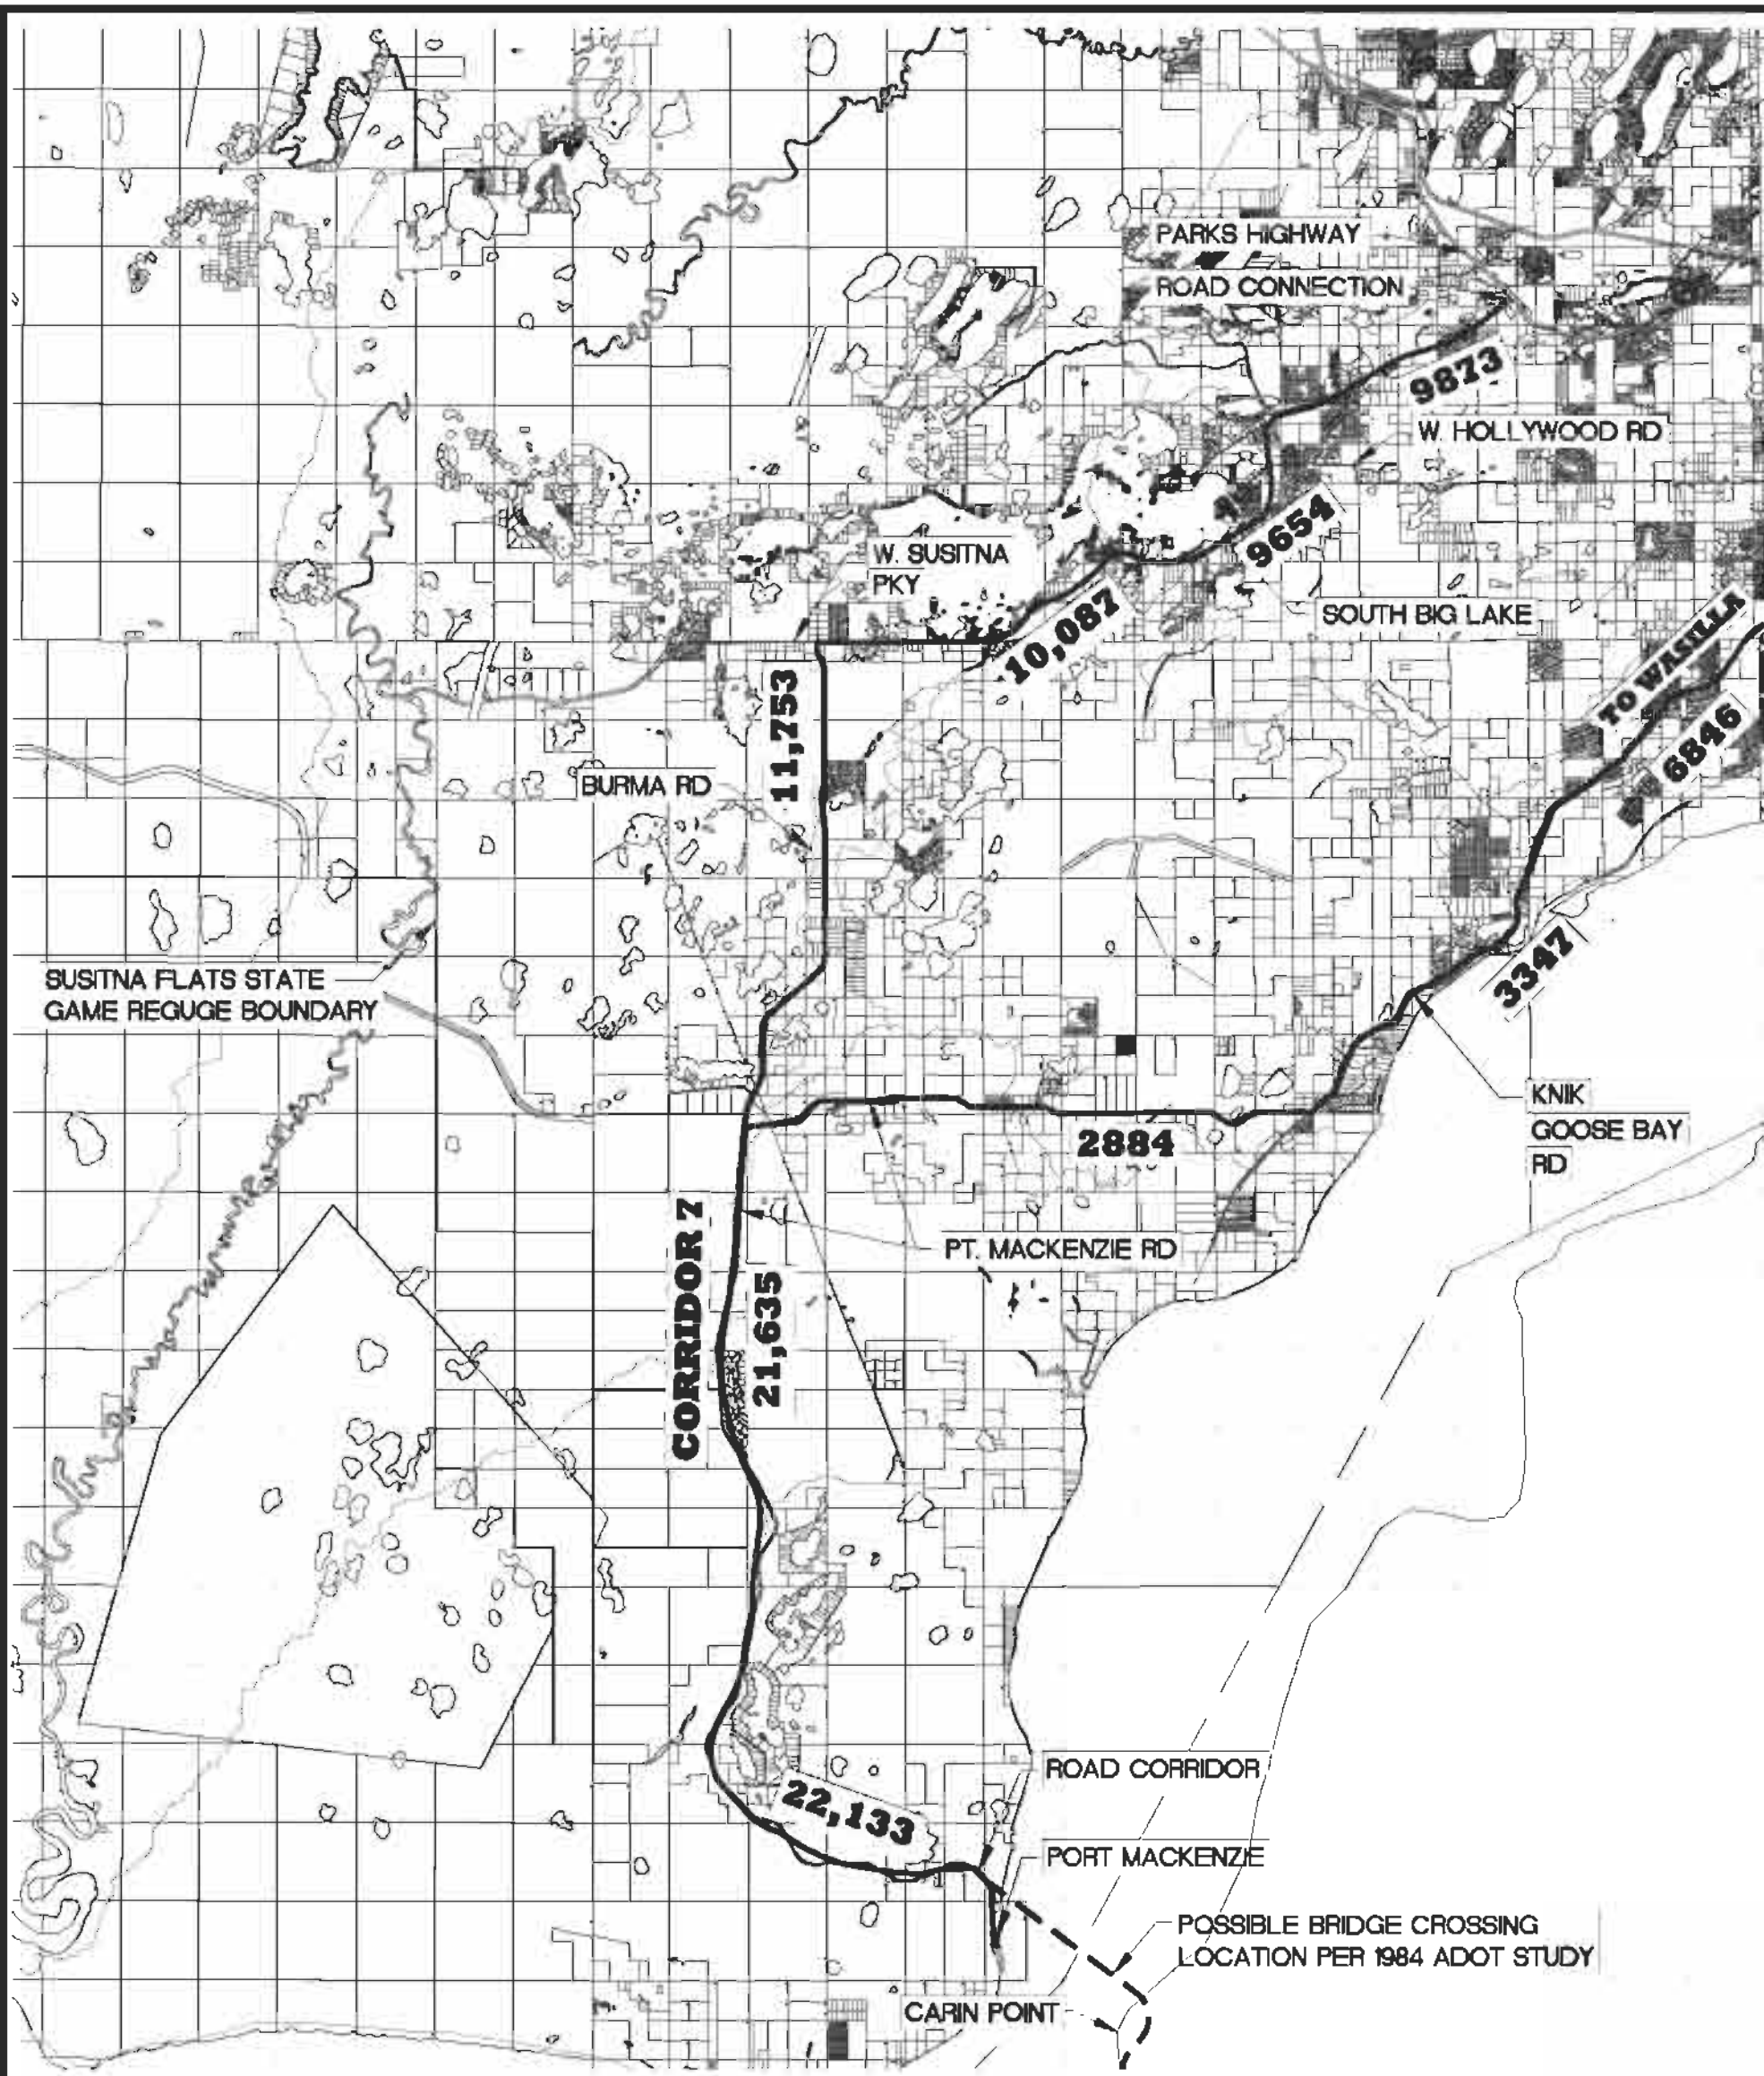 PARKS HIGHWAY
ROAD CONNECTION
9873
W. HOLLYWOOD RD
9654
W. SUSITNA
PKY
SOUTH BIG LAKE
10,087
TO WASILLA
6846
11,753
BURMA RD
SUSITNA FLATS STATE
GAME REGUGE BOUNDARY
3347
KNIK
GOOSE BAY
RD
2884
CORRIDOR 7
PT. MACKENZIE RD
21,635
ROAD CORRIDOR
22,133
PORT MACKENZIE
POSSIBLE BRIDGE CROSSING
LOCATION PER 1984 ADOT STUDY
CARIN POINT